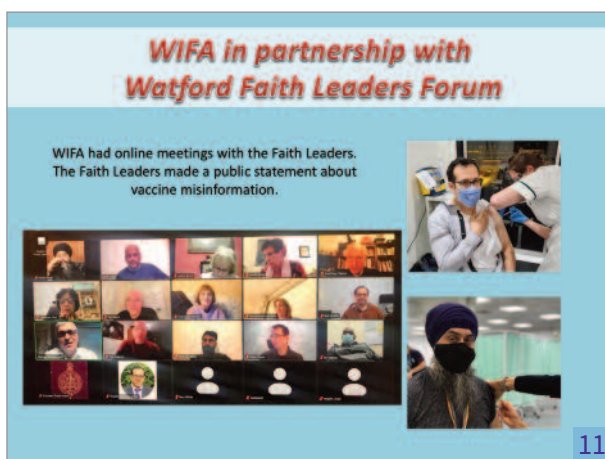 WIFA in partnership with
Watford Faith Leaders Forum
WIFA had online meetings with the Faith Leaders.
The Faith Leaders made a public statement about
vaccine misinformation.
11